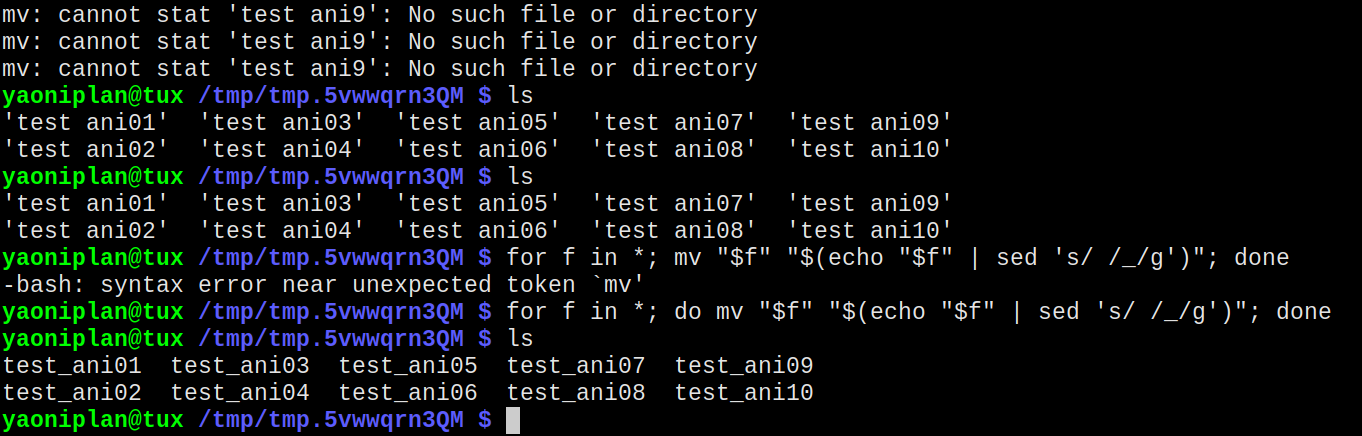 mv: cannot stat 'test ani9': No such file or directory
mv: cannot stat 'test ani9': No such file or directory
mv: cannot stat 'test ani9': No such file or directory
yaoniplan@tux /tmp/tmp.5vwwqrn3QM $ ls
'test ani01'  'test ani03'  'test ani05'  'test ani07'  'test ani09'
'test ani02'  'test ani04'  'test ani06'  'test ani08'  'test ani10'
yaoniplan@tux /tmp/tmp.5vwwqrn3QM $ ls
'test ani01'  'test ani03'  'test ani05'  'test ani07'  'test ani09'
'test ani02'  'test ani04'  'test ani06'  'test ani08'  'test ani10'
yaoniplan@tux /tmp/tmp.5vwwqrn3QM $ for f in *; mv "$f" "$(echo "$f" | sed 's/ /_/g')"; done
-bash: syntax error near unexpected token `mv'
yaoniplan@tux /tmp/tmp.5vwwqrn3QM $ for f in *; do mv "$f" "$(echo "$f" | sed 's/ /_/g')"; done
yaoniplan@tux /tmp/tmp.5vwwqrn3QM $ ls
test_ani01  test_ani03  test_ani05  test_ani07  test_ani09
test_ani02  test_ani04  test_ani06  test_ani08  test_ani10
yaoniplan@tux /tmp/tmp.5vwwqrn3QM $